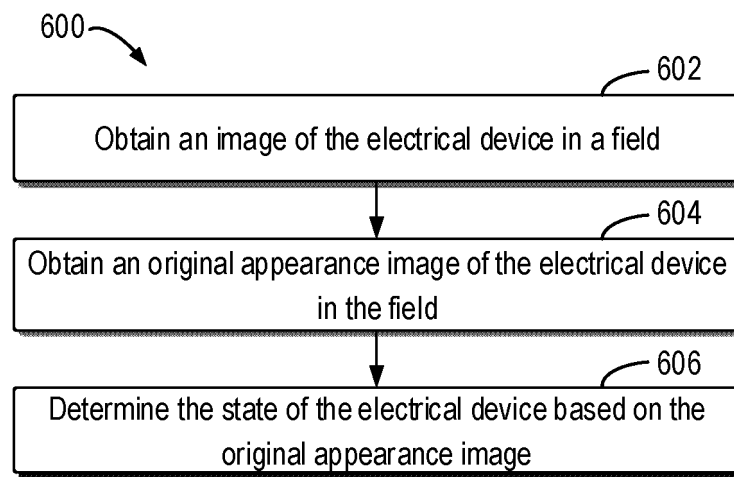 600
602
Obtain an image of the electrical device in a field
604
Obtain an original appearance image of the electrical device
in the field
606
Determine the state of the electrical device based on the
original appearance image